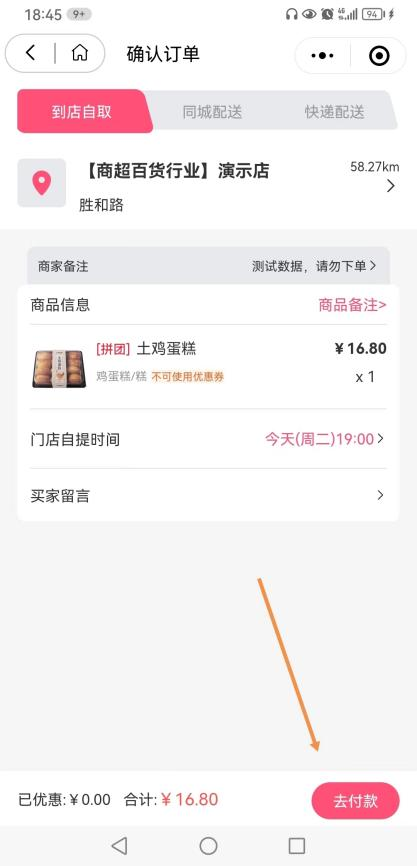 18:45 9+ 4G 94
确认订单
到店自取 同城配送 快递配送
【商超百货行业】演示店 58.27km
胜和路
商家备注 测试数据，请勿下单
商品信息 商品备注>
[拼团] 土鸡蛋糕 ¥16.80
鸡蛋糕/糕 不可使用优惠券 x 1
门店自提时间 今天(周二)19:00
买家留言
已优惠:¥0.00 合计:¥16.80 去付款